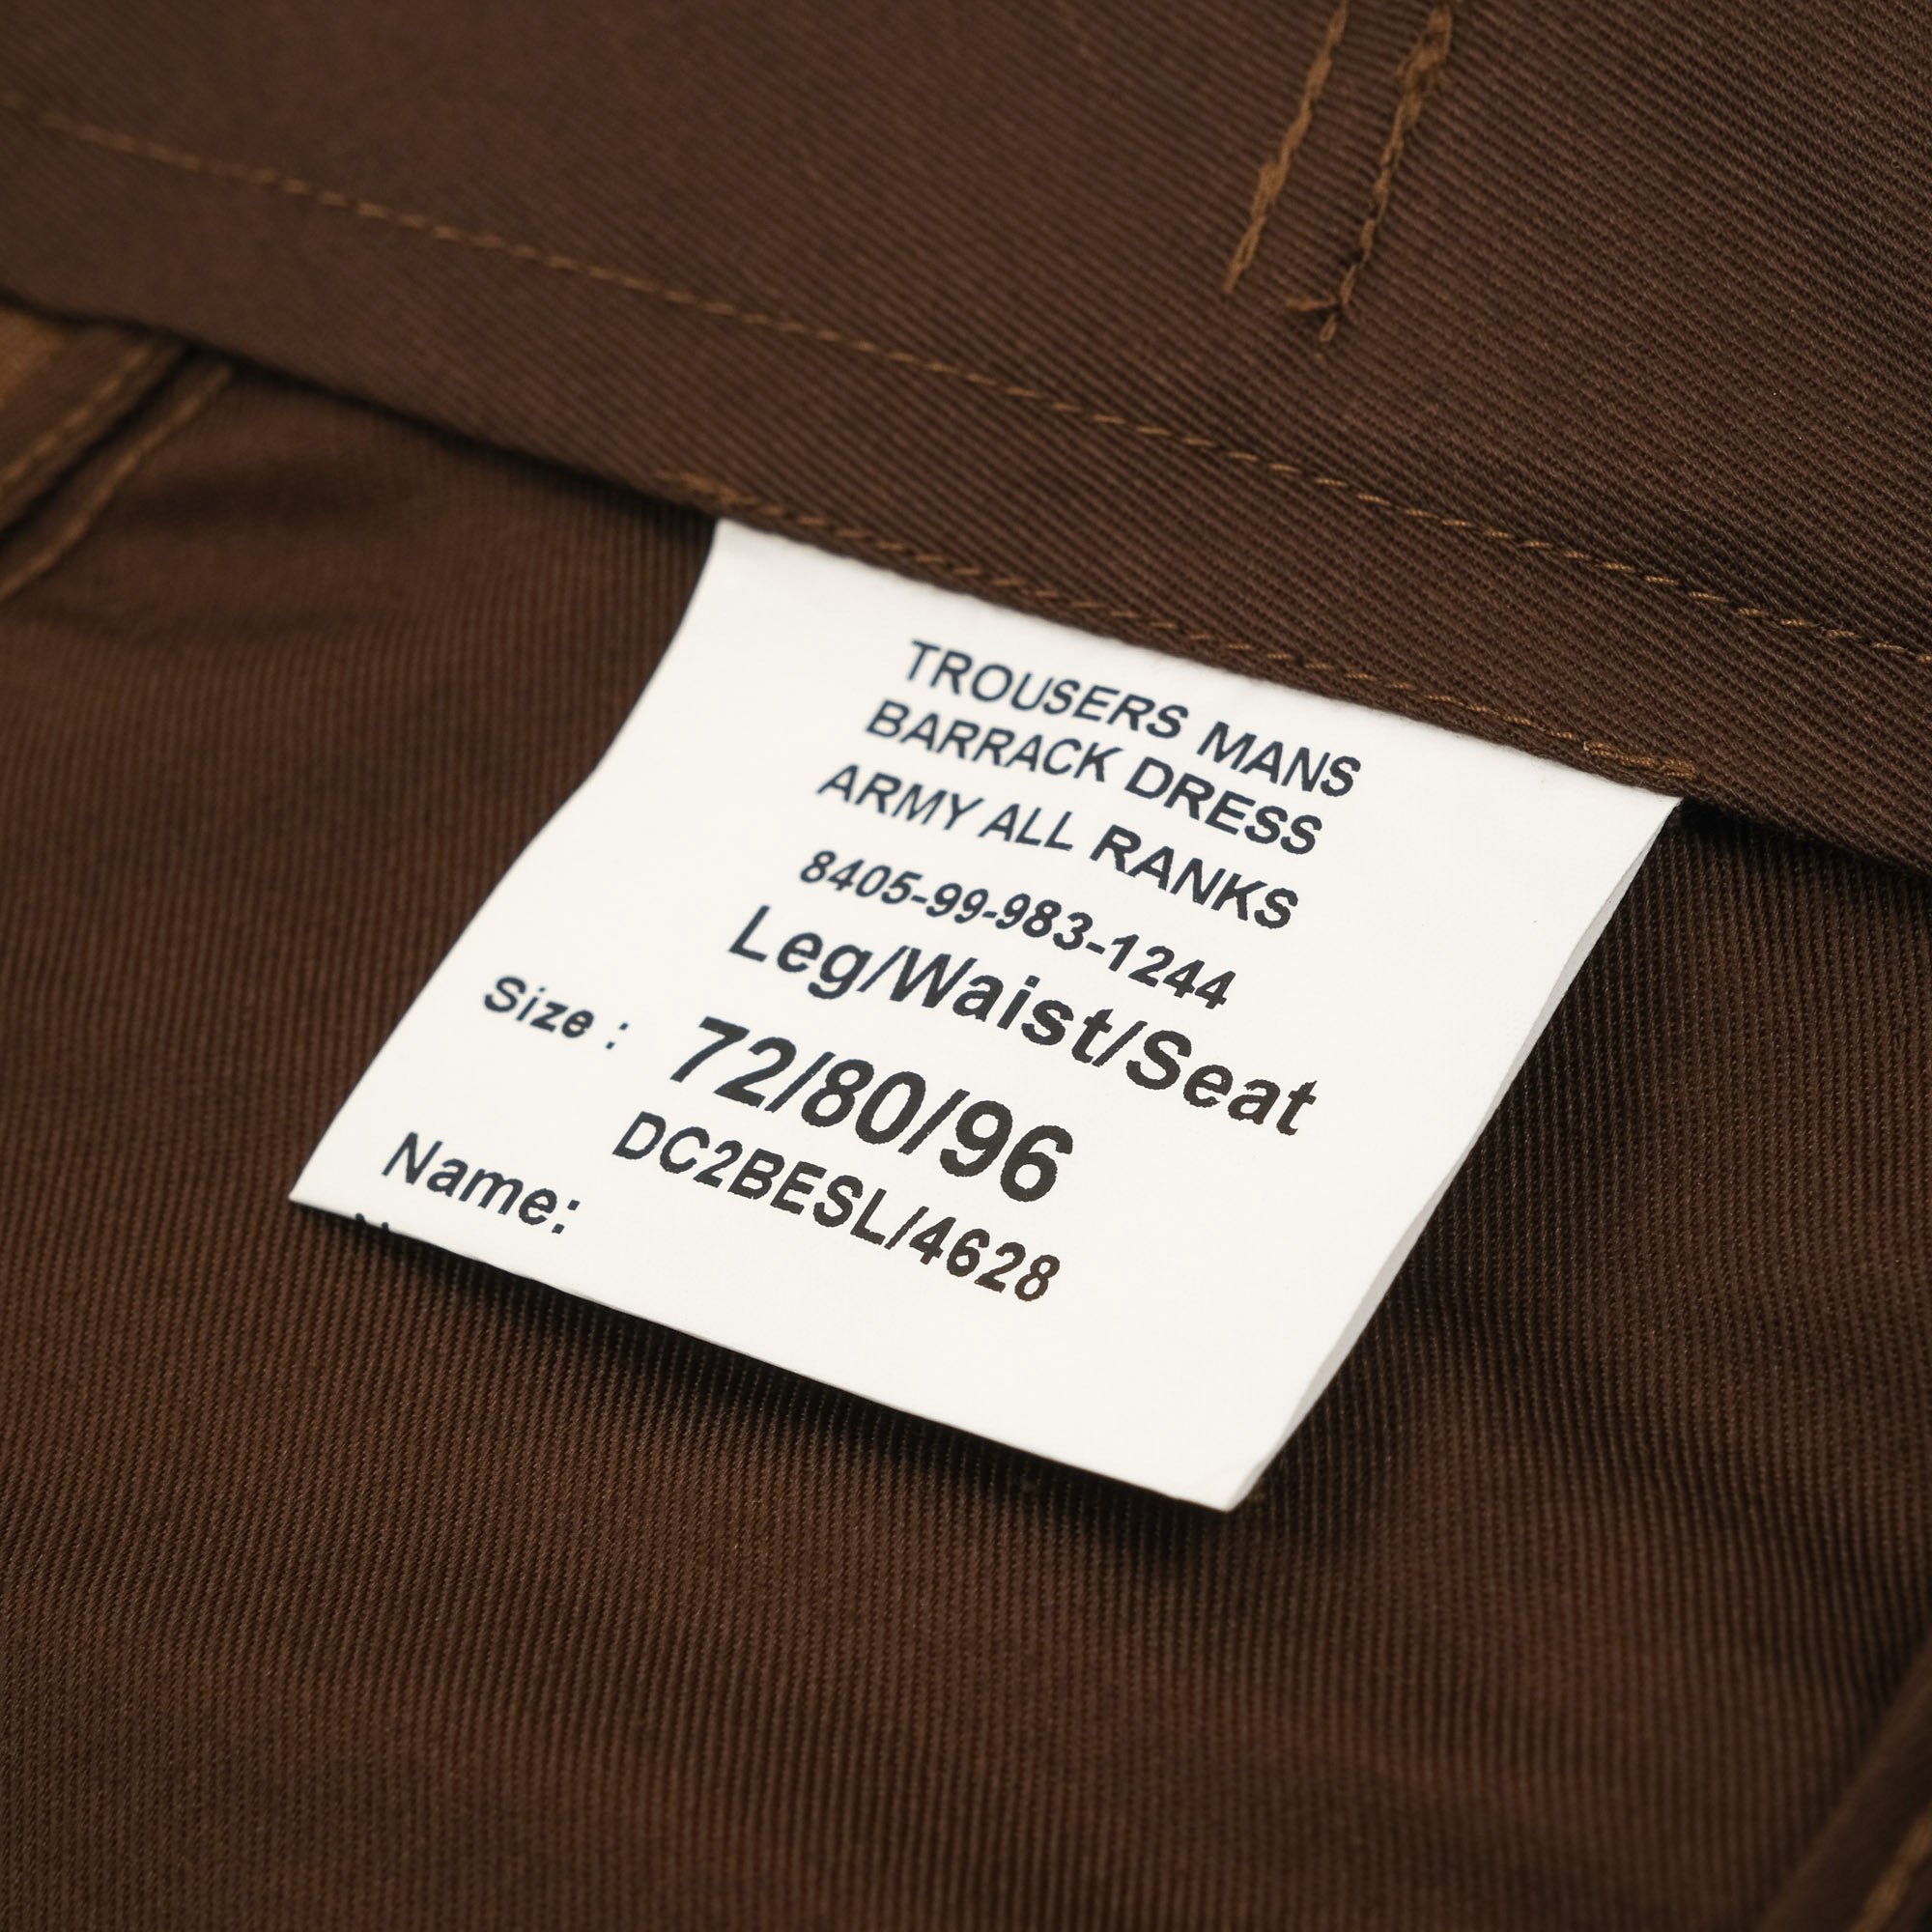 TROUSERS MANS
BARRACK DRESS
ARMY ALL RANKS
8405-99-983-1244
Leg/Waist/Seat
Size : 72/80/96
DC2BESL/4628
Name: